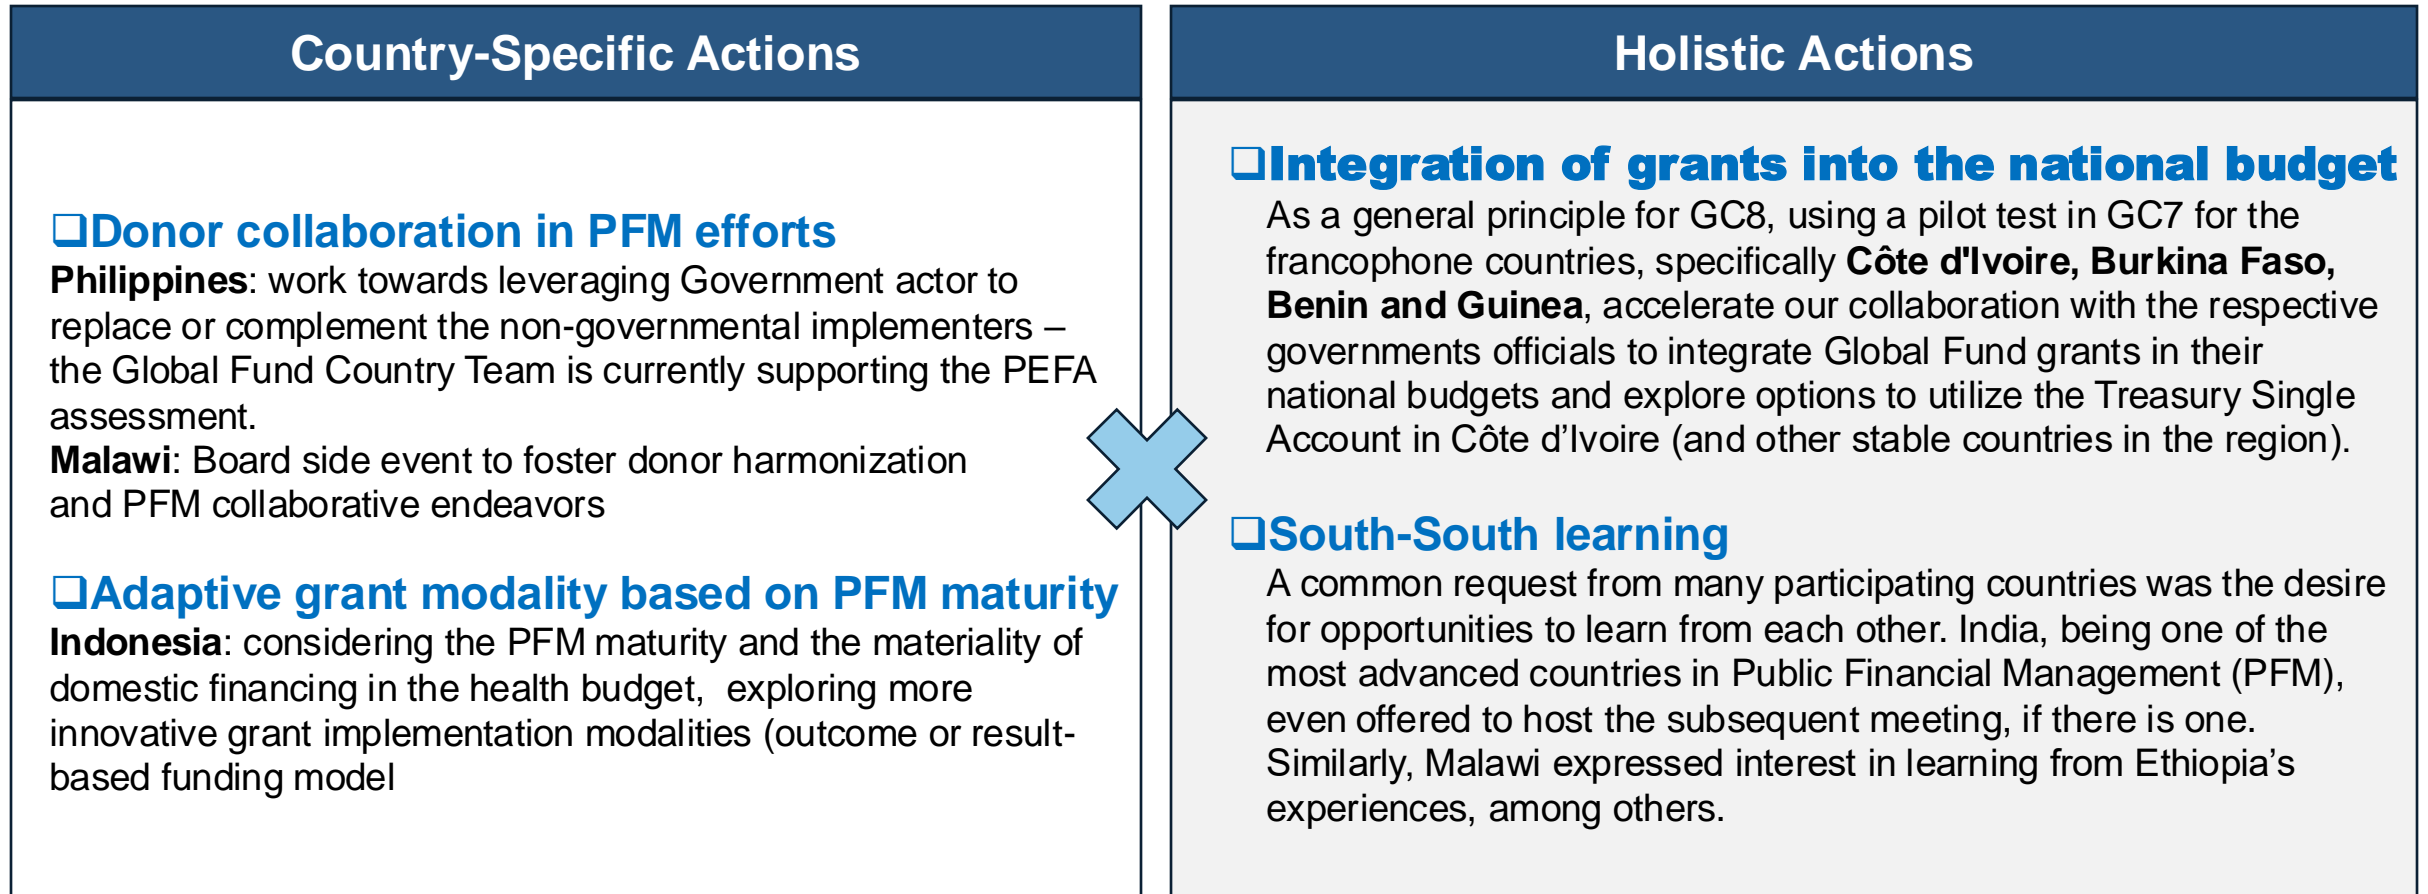 Country-Specific Actions
❑Donor collaboration in PFM efforts
Philippines: work towards leveraging Government actor to
replace or complement the non-governmental implementers –
the Global Fund Country Team is currently supporting the PEFA
assessment.
Malawi: Board side event to foster donor harmonization
and PFM collaborative endeavors
❑Adaptive grant modality based on PFM maturity
Indonesia: considering the PFM maturity and the materiality of
domestic financing in the health budget,  exploring more
innovative grant implementation modalities (outcome or result-
based funding model
Holistic Actions
❑Integration of grants into the national budget
As a general principle for GC8, using a pilot test in GC7 for the
francophone countries, specifically Côte d'Ivoire, Burkina Faso,
Benin and Guinea, accelerate our collaboration with the respective
governments officials to integrate Global Fund grants in their
national budgets and explore options to utilize the Treasury Single
Account in Côte d’Ivoire (and other stable countries in the region).
❑South-South learning
A common request from many participating countries was the desire
for opportunities to learn from each other. India, being one of the
most advanced countries in Public Financial Management (PFM),
even offered to host the subsequent meeting, if there is one.
Similarly, Malawi expressed interest in learning from Ethiopia’s
experiences, among others.